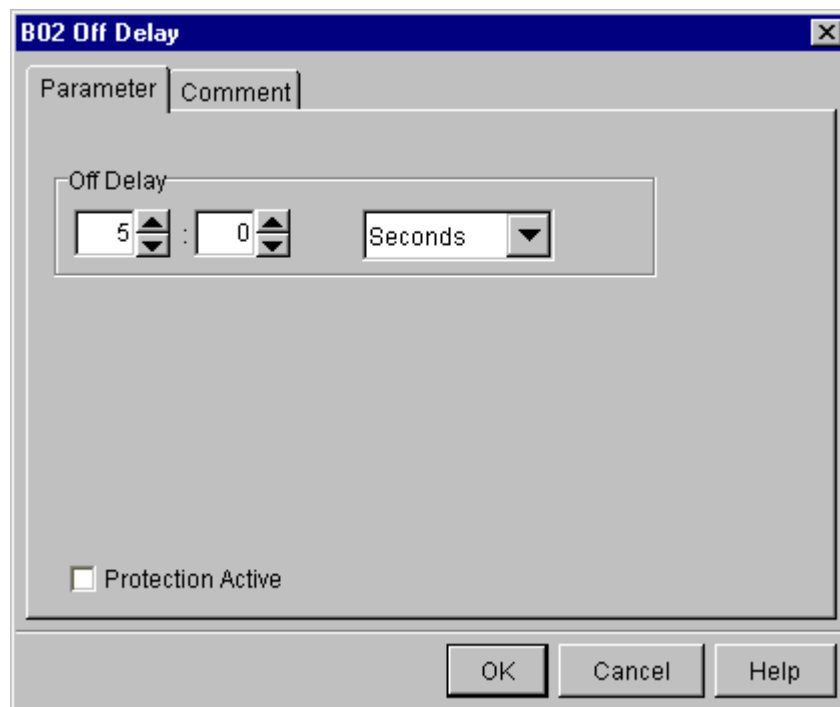 B02 Off Delay
Parameter Comment
Off Delay
5 : 0 Seconds
Protection Active
OK Cancel Help